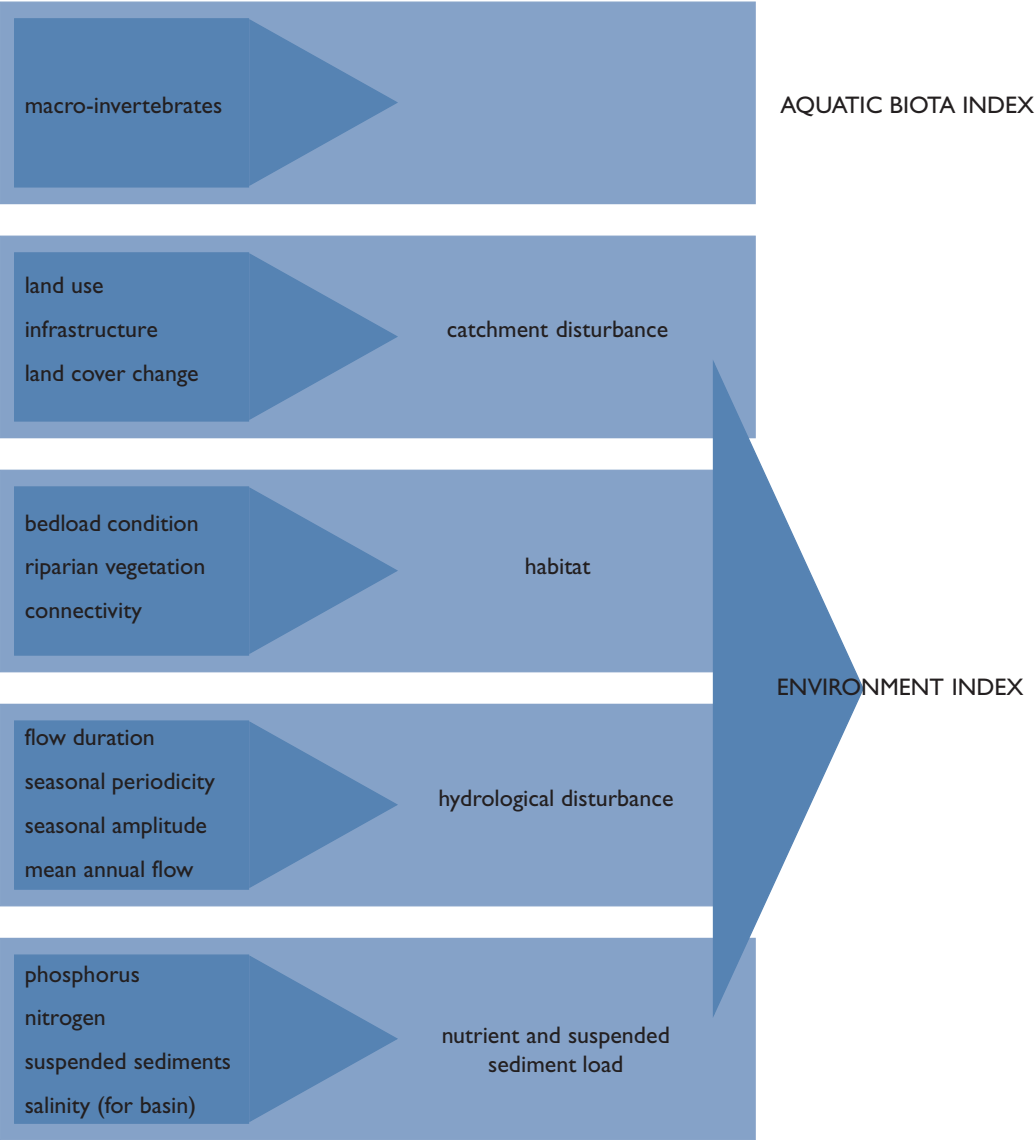 macro-invertebrates
AQUATIC BIOTA INDEX
land use
infrastructure
land cover change
catchment disturbance
bedload condition
riparian vegetation
connectivity
habitat
ENVIRONMENT INDEX
flow duration
seasonal periodicity
seasonal amplitude
mean annual flow
hydrological disturbance
phosphorus
nitrogen
suspended sediments
salinity (for basin)
nutrient and suspended
sediment load